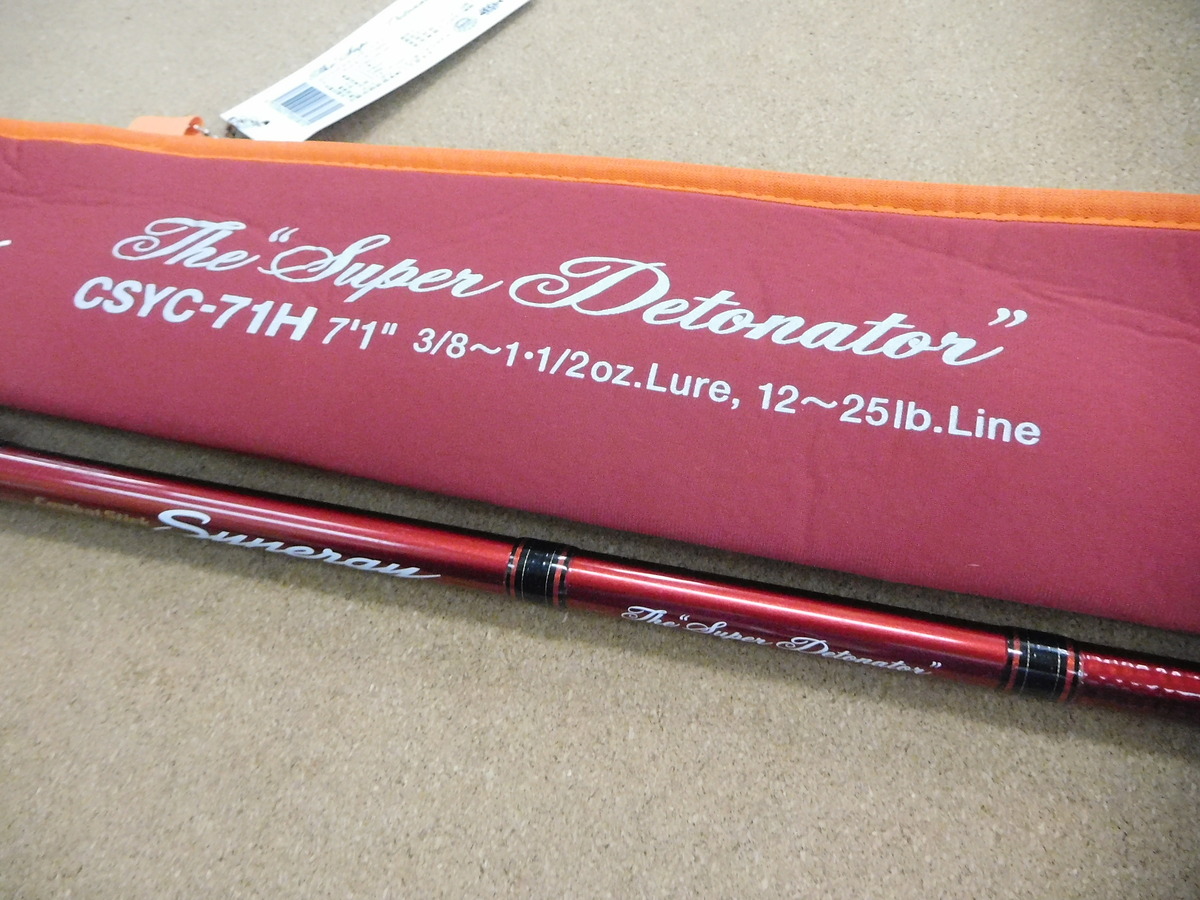 The “Super Detonator”
CSYC-71H 7'1" 3/8～1・1/2oz.Lure, 12～25lb.Line
Synergy
The “Super Detonator”